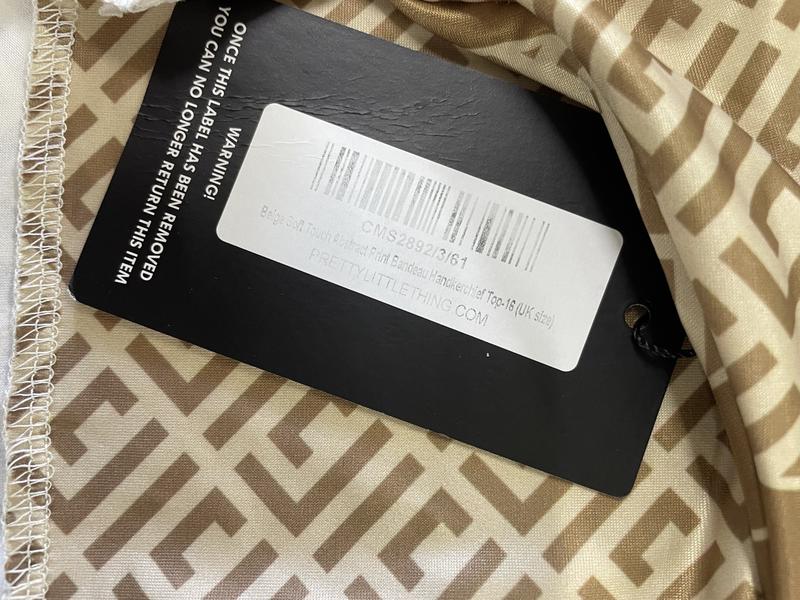 WARNING!
ONCE THIS LABEL HAS BEEN REMOVED
YOU CAN NO LONGER RETURN THIS ITEM
CMS2892/3/61
Beige Soft Touch Abstract Print Bandeau Handkerchief Top-16 (UK size)
PRETTYLITTLETHING.COM